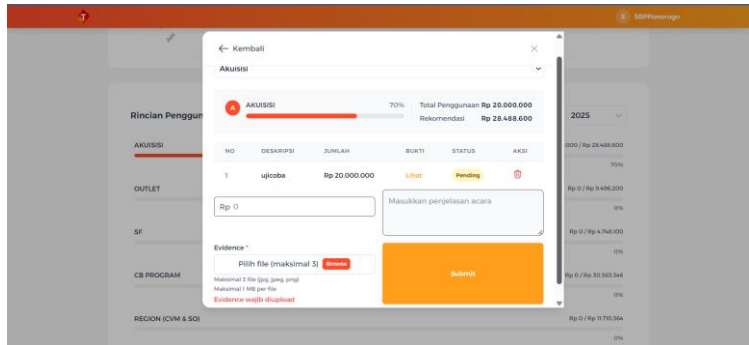 T
E SBPPonorogo
← Kembali
Akuisisi
A AKUISISI 70% Total Penggunaan Rp 20.000.000
Rekomendasi Rp 28.488.600
NO DESKRIPSI JUMLAH BUKTI STATUS AKSI
1 ujicoba Rp 20.000.000 Lihat Pending
Rp 0
Masukkan penjelasan acara
Evidence *
Pilih file (maksimal 3) Browse
Maksimal 3 file (jpg, jpeg, png)
Maksimal 1 MB per file
Evidence wajib diupload
Submit
Rincian Penggun
2025
AKUISISI
.000 / Rp 28.488.600
70%
OUTLET
Rp 0 / Rp 9.496.200
0%
SF
Rp 0 / Rp 4.748.100
0%
CB PROGRAM
Rp 0 / Rp 30.563.346
0%
REGION (CVM & SO)
Rp 0 / Rp 11.710.364
0%